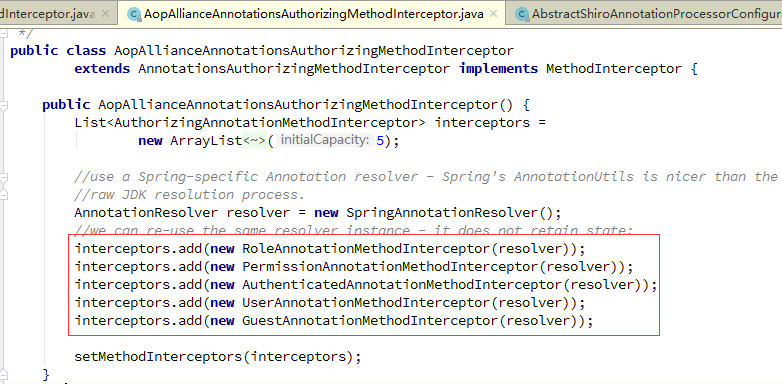 dInterceptor.java × AopAllianceAnnotationsAuthorizingMethodInterceptor.java × AbstractShiroAnnotationProcessorConfigur
*/
public class AopAllianceAnnotationsAuthorizingMethodInterceptor
extends AnnotationsAuthorizingMethodInterceptor implements MethodInterceptor {
public AopAllianceAnnotationsAuthorizingMethodInterceptor() {
List<AuthorizingAnnotationMethodInterceptor> interceptors =
new ArrayList<~>( initialCapacity: 5);
//use a Spring-specific Annotation resolver - Spring's AnnotationUtils is nicer than the
//raw JDK resolution process.
AnnotationResolver resolver = new SpringAnnotationResolver();
//we can re-use the same resolver instance - it does not retain state:
interceptors.add(new RoleAnnotationMethodInterceptor(resolver));
interceptors.add(new PermissionAnnotationMethodInterceptor(resolver));
interceptors.add(new AuthenticatedAnnotationMethodInterceptor(resolver));
interceptors.add(new UserAnnotationMethodInterceptor(resolver));
interceptors.add(new GuestAnnotationMethodInterceptor(resolver));
setMethodInterceptors(interceptors);
}